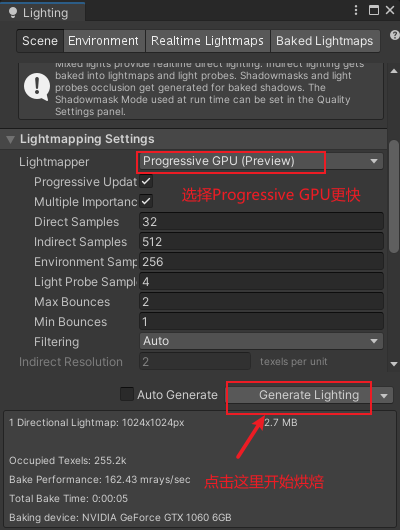 Lighting
Scene Environment Realtime Lightmaps Baked Lightmaps
Mixed lights provide realtime direct lighting. Indirect lighting gets
baked into lightmaps and light probes. Shadowmasks and light
probes occlusion get generated for baked shadows. The
Shadowmask Mode used at run time can be set in the Quality
Settings panel.
Lightmapping Settings
Lightmapper Progressive GPU (Preview)
Progressive Updat
选择Progressive GPU更快
Multiple Importanc
Direct Samples 32
Indirect Samples 512
Environment Samp 256
Light Probe Sampl 4
Max Bounces 2
Min Bounces 1
Filtering Auto
Indirect Resolution 2 texels per unit
Auto Generate Generate Lighting
1 Directional Lightmap: 1024x1024px 2.7 MB
Occupied Texels: 255.2k
点击这里开始烘焙
Bake Performance: 162.43 mrays/sec
Total Bake Time: 0:00:05
Baking device: NVIDIA GeForce GTX 1060 6GB